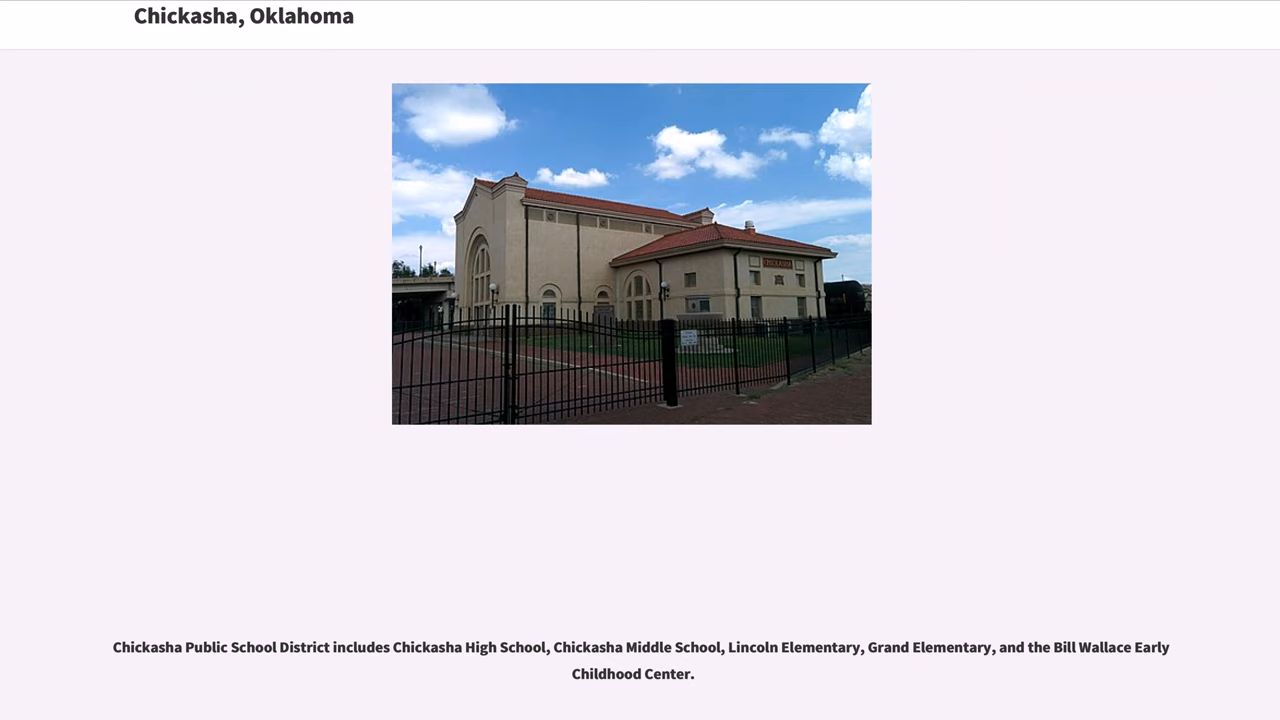 Chickasha, Oklahoma
CHICKASHA
Chickasha Public School District includes Chickasha High School, Chickasha Middle School, Lincoln Elementary, Grand Elementary, and the Bill Wallace Early
Childhood Center.